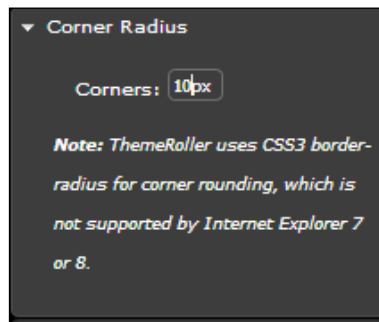 Corner Radius
Corners: 10px
Note: ThemeRoller uses CSS3 border-
radius for corner rounding, which is
not supported by Internet Explorer 7
or 8.